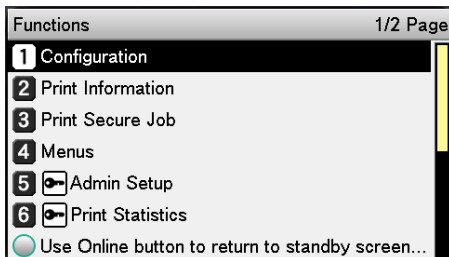 Functions 1/2 Page
1 Configuration
2 Print Information
3 Print Secure Job
4 Menus
5 Admin Setup
6 Print Statistics
Use Online button to return to standby screen...